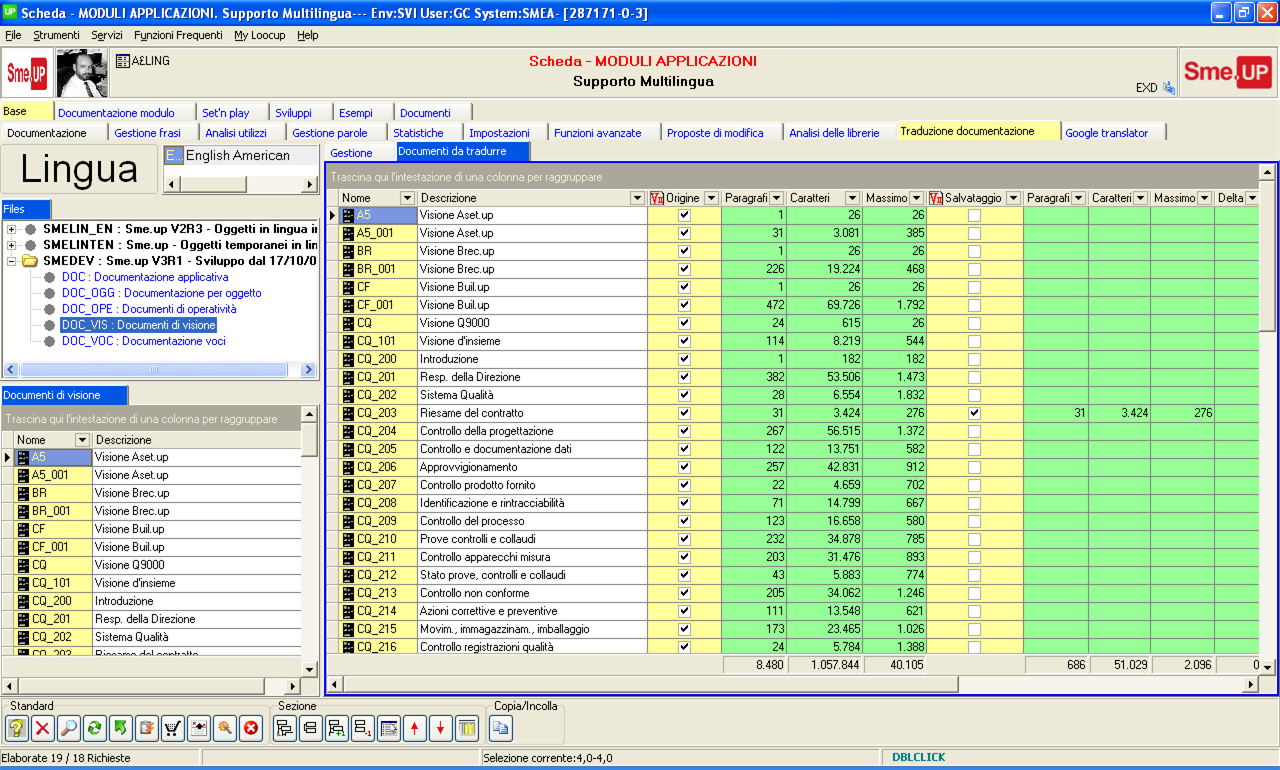 Scheda - MODULI APPLICAZIONI. Supporto Multilingua--- Env:SVI User:GC System:SMEA- [287171-0-3]
File Strumenti Servizi Funzioni Frequenti My Loocup Help
Sme.UP A£LING Scheda - MODULI APPLICAZIONI Sme.UP
Supporto Multilingua
EXD
Base Documentazione modulo Set'n play Sviluppi Esempi Documenti
Documentazione Gestione frasi Analisi utilizzi Gestione parole Statistiche Impostazioni Funzioni avanzate Proposte di modifica Analisi delle librerie Traduzione documentazione Google translator
Lingua
E... English American
Files
SMELIN_EN : Sme.up V2R3 - Oggetti in lingua i
SMELINTEN : Sme.up - Oggetti temporanei in lin
SMEDEV : Sme.up V3R1 - Sviluppo dal 17/10/0
DOC : Documentazione applicativa
DOC_OGG : Documentazione per oggetto
DOC_OPE : Documenti di operatività
DOC_VIS : Documenti di visione
DOC_VOC : Documentazione voci
Documenti di visione
Trascina qui l'intestazione di una colonna per raggruppare
Nome Descrizione
A5 Visione Aset.up
A5_001 Visione Aset.up
BR Visione Brec.up
BR_001 Visione Brec.up
CF Visione Buil.up
CF_001 Visione Buil.up
CQ Visione Q9000
CQ_101 Visione d'insieme
CQ_200 Introduzione
CQ_201 Resp. della Direzione
CQ_202 Sistema Qualità
CQ_203 Riesame del contratto
Gestione Documenti da tradurre
Trascina qui l'intestazione di una colonna per raggruppare
Nome Descrizione Origine Paragrafi Caratteri Massimo Salvataggio Paragrafi Caratteri Massimo Delta
A5 Visione Aset.up 1 26 26
A5_001 Visione Aset.up 31 3.081 385
BR Visione Brec.up 1 26 26
BR_001 Visione Brec.up 226 19.224 468
CF Visione Buil.up 1 26 26
CF_001 Visione Buil.up 472 69.726 1.792
CQ Visione Q9000 24 615 26
CQ_101 Visione d'insieme 114 8.219 544
CQ_200 Introduzione 1 182 182
CQ_201 Resp. della Direzione 382 53.506 1.473
CQ_202 Sistema Qualità 28 6.554 1.832
CQ_203 Riesame del contratto 31 3.424 276 31 3.424 276
CQ_204 Controllo della progettazione 267 56.515 1.372
CQ_205 Controllo e documentazione dati 122 13.751 582
CQ_206 Approvvigionamento 257 42.831 912
CQ_207 Controllo prodotto fornito 22 4.659 702
CQ_208 Identificazione e rintracciabilità 71 14.799 667
CQ_209 Controllo del processo 123 16.658 580
CQ_210 Prove controlli e collaudi 232 34.878 785
CQ_211 Controllo apparecchi misura 203 31.476 893
CQ_212 Stato prove, controlli e collaudi 43 5.883 774
CQ_213 Controllo non conforme 205 34.062 1.246
CQ_214 Azioni correttive e preventive 111 13.548 621
CQ_215 Movim., immagazzinam., imballaggio 173 23.465 1.026
CQ_216 Controllo registrazioni qualità 24 5.784 1.388
8.480 1.057.844 40.105 686 51.029 2.096 0
Standard Sezione Copia/Incolla
Elaborate 19 / 18 Richieste Selezione corrente:4,0-4,0 DBLCLICK